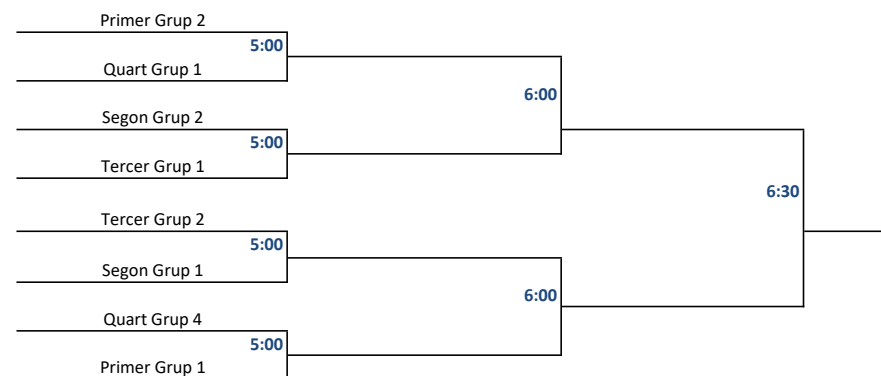 Primer Grup 2
5:00
Quart Grup 1
6:00
Segon Grup 2
5:00
Tercer Grup 1
6:30
Tercer Grup 2
5:00
Segon Grup 1
6:00
Quart Grup 4
5:00
Primer Grup 1